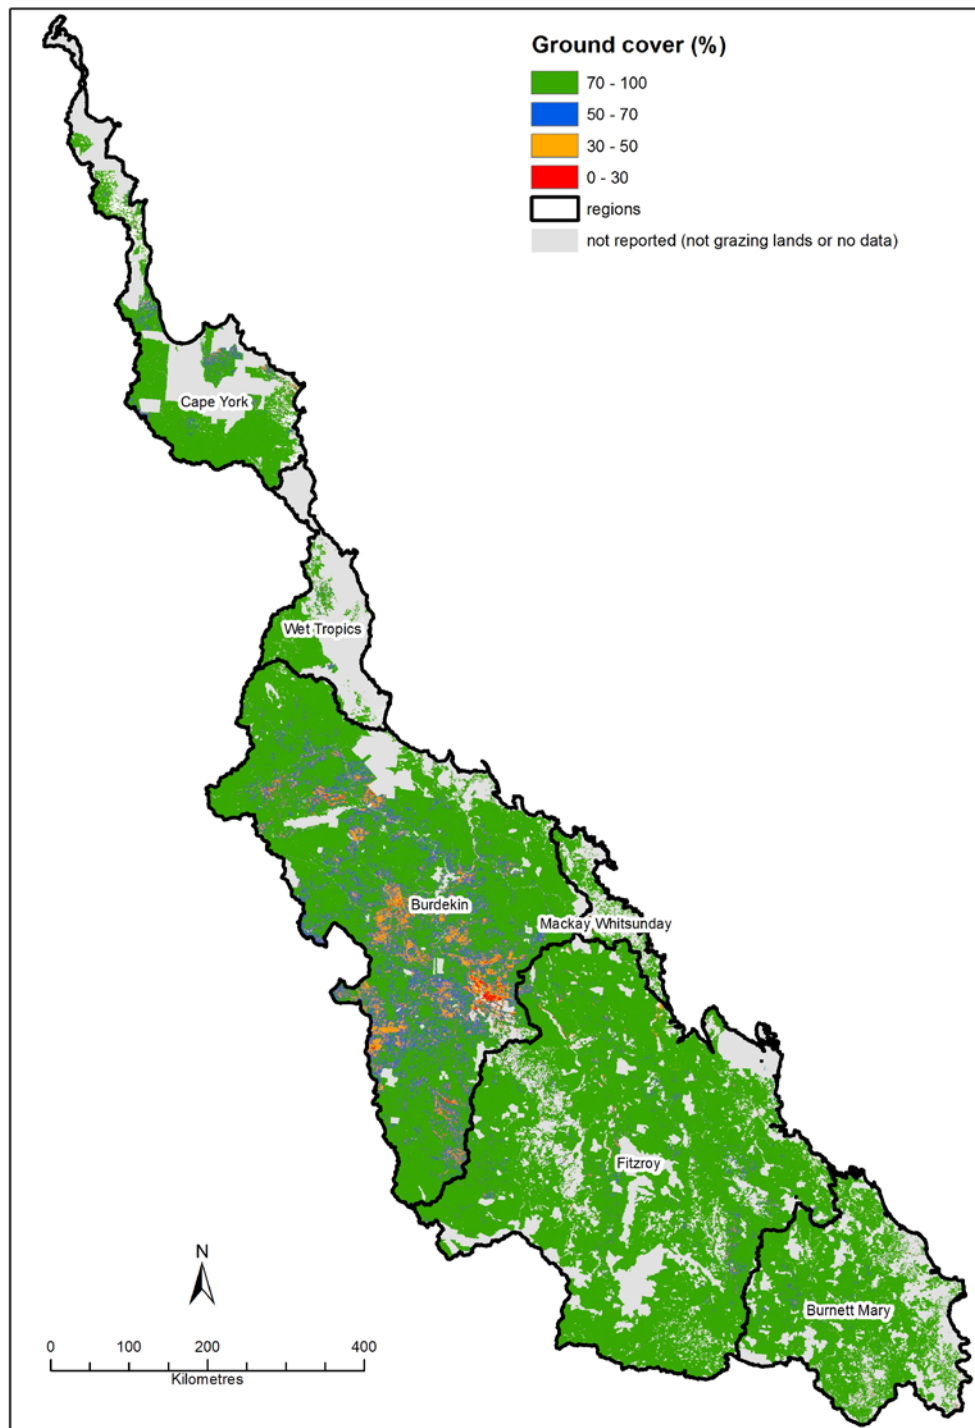 Ground cover (%)
70 - 100
50 - 70
30 - 50
0 - 30
regions
not reported (not grazing lands or no data)
Cape York
Wet Tropics
Burdekin
Mackay Whitsunday
Fitzroy
Burnett Mary
N
0 100 200 400
Kilometres